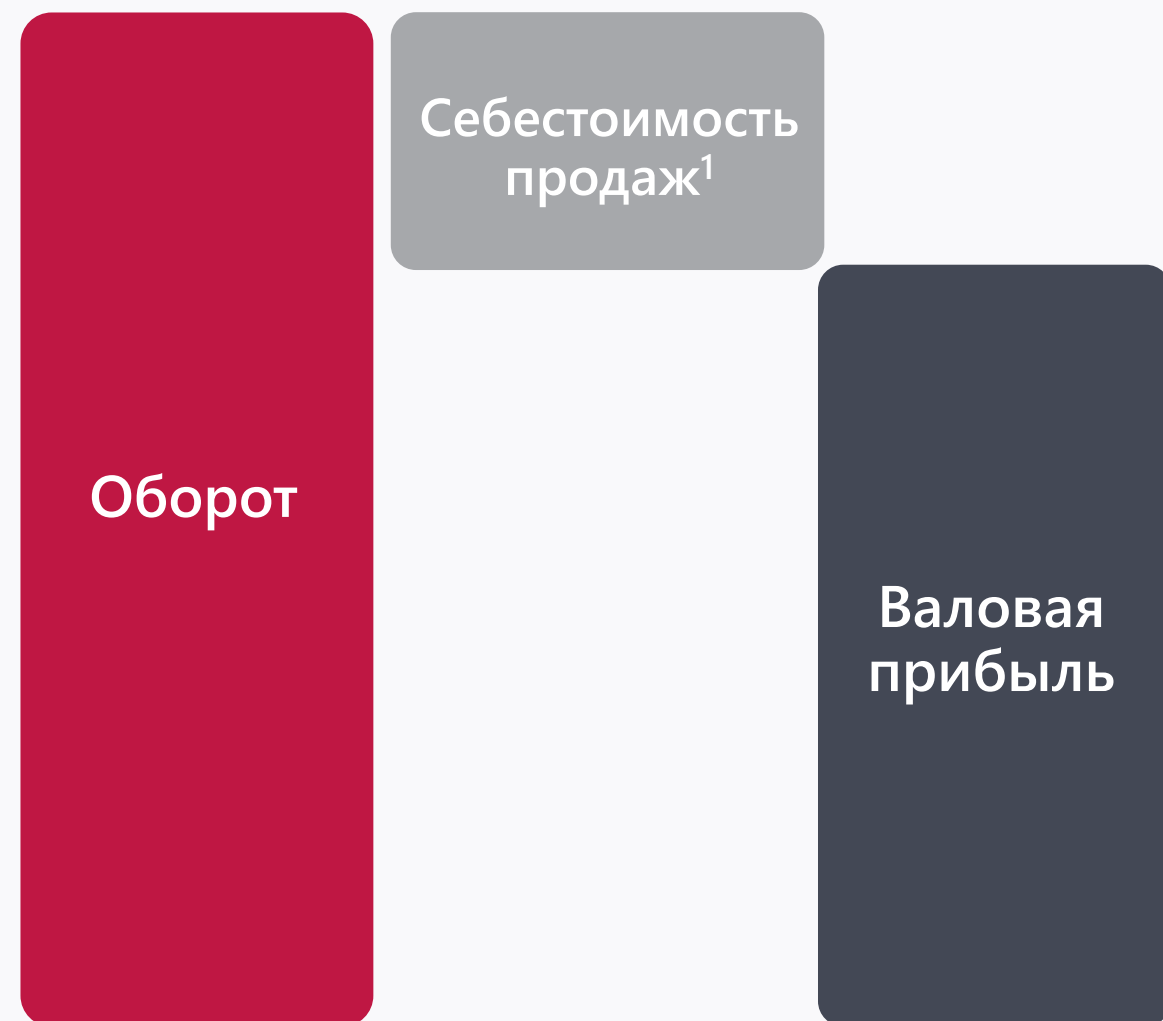 Себестоимость
продаж¹
Оборот
Валовая
прибыль